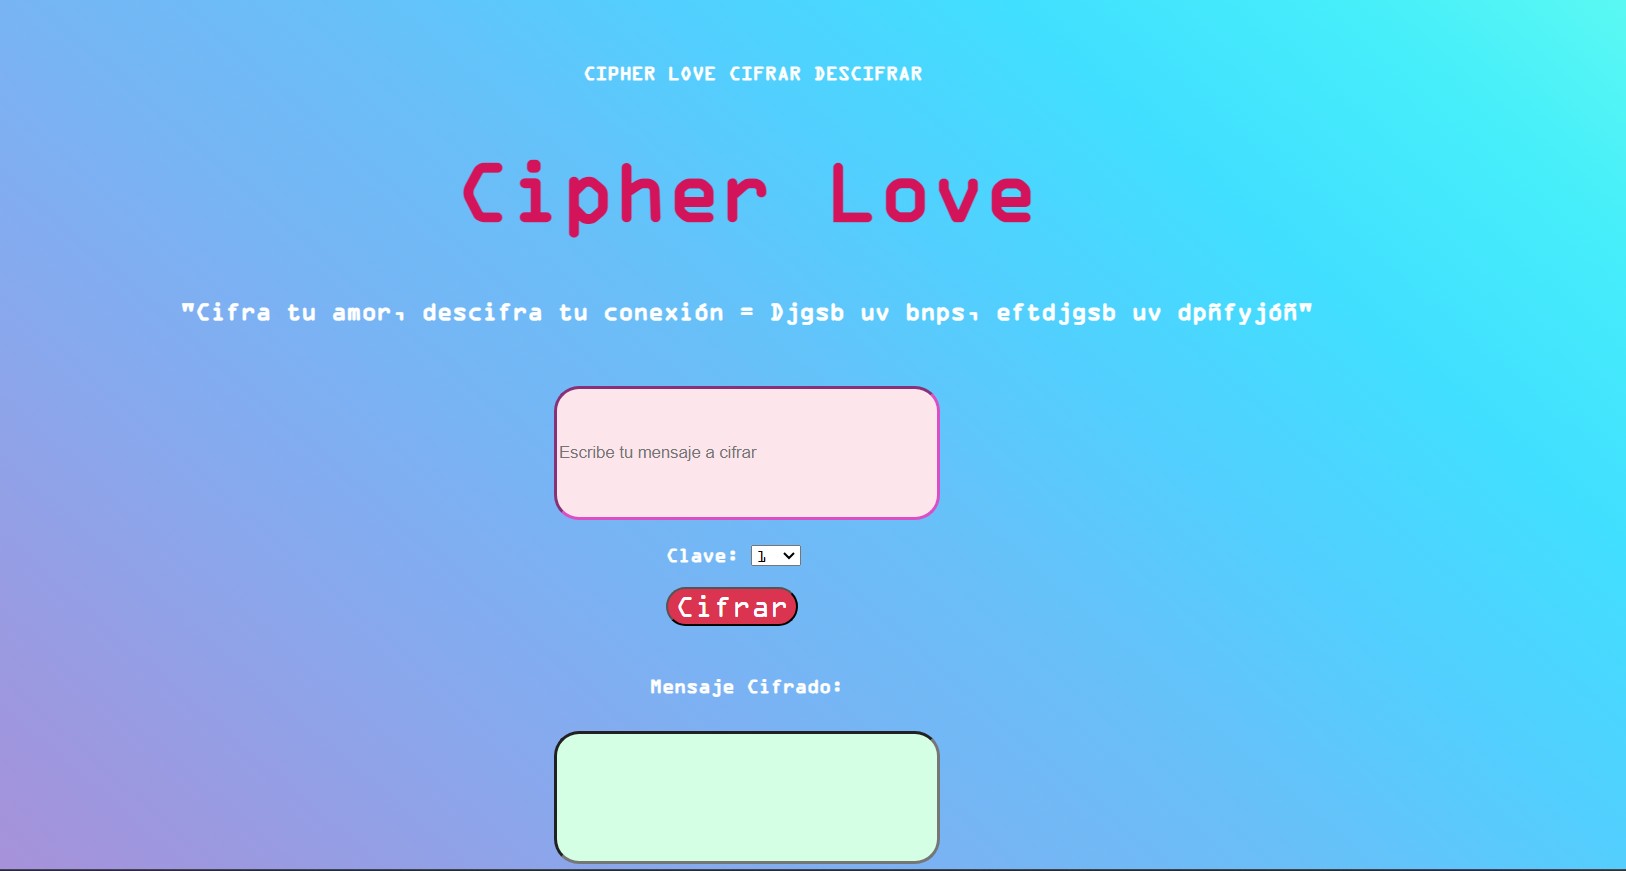 CIPHER LOVE CIFRAR DESCIFRAR
Cipher Love
"Cifra tu amor, descifra tu conexión = Djgsb uv bnps, eftdjgsb uv dpñfyjóñ"
Escribe tu mensaje a cifrar
Clave: 1
Cifrar
Mensaje Cifrado: